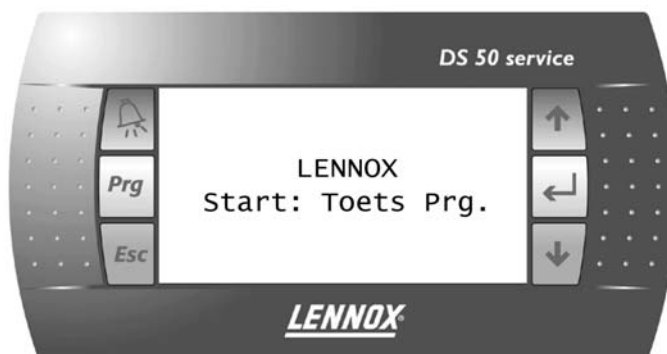 DS 50 service
LENNOX
Start: Toets Prg.
Prg
Esc
LENNOX